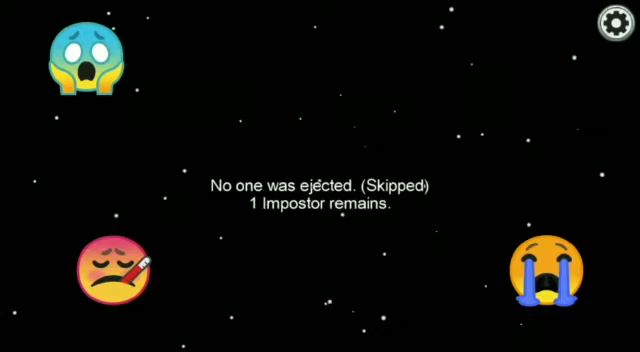 No one was ejected. (Skipped)
1 Impostor remains.